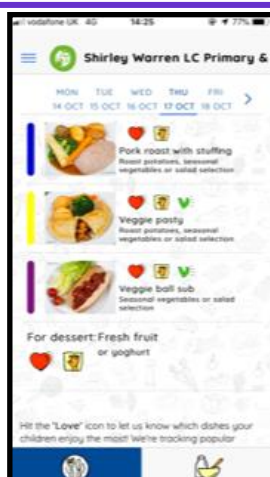 vodafone UK 4G 14:25 77%
Shirley Warren LC Primary &
MON TUE WED THU FRI
14 OCT 15 OCT 16 OCT 17 OCT 18 OCT
Pork roast with stuffing
Roast potatoes, seasonal
vegetables or salad selection
Veggie pasty
Roast potatoes, seasonal
vegetables or salad selection
Veggie ball sub
Seasonal vegetables or salad
selection
For dessert: Fresh fruit
or yoghurt
Hit the "Love" icon to let us know which dishes your
children enjoy the most! We're tracking popular